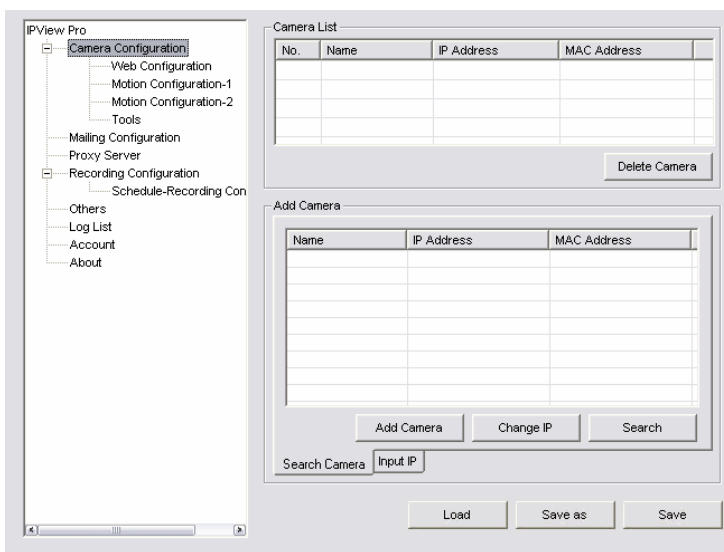 IPView Pro
Camera Configuration
Web Configuration
Motion Configuration-1
Motion Configuration-2
Tools
Mailing Configuration
Proxy Server
Recording Configuration
Schedule-Recording Con
Others
Log List
Account
About
Camera List
No. Name IP Address MAC Address
Delete Camera
Add Camera
Name IP Address MAC Address
Add Camera Change IP Search
Search Camera Input IP
Load Save as Save